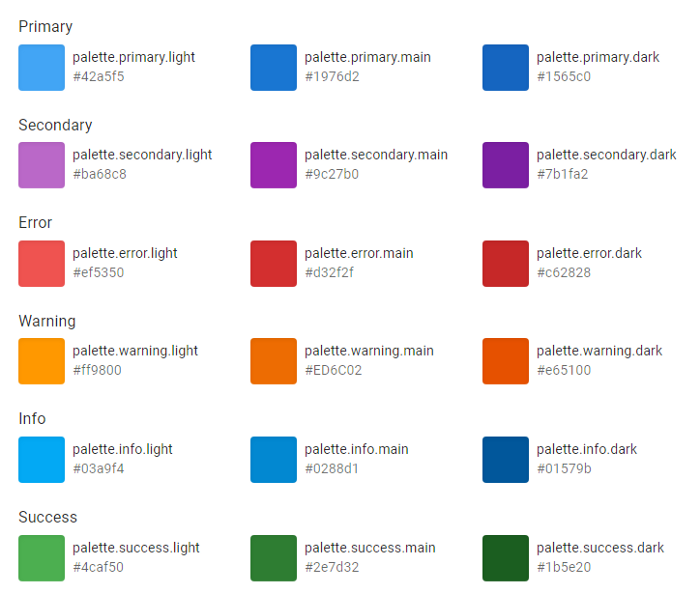 Primary
palette.primary.light
#42a5f5
palette.primary.main
#1976d2
palette.primary.dark
#1565c0
Secondary
palette.secondary.light
#ba68c8
palette.secondary.main
#9c27b0
palette.secondary.dark
#7b1fa2
Error
palette.error.light
#ef5350
palette.error.main
#d32f2f
palette.error.dark
#c62828
Warning
palette.warning.light
#ff9800
palette.warning.main
#ED6C02
palette.warning.dark
#e65100
Info
palette.info.light
#03a9f4
palette.info.main
#0288d1
palette.info.dark
#01579b
Success
palette.success.light
#4caf50
palette.success.main
#2e7d32
palette.success.dark
#1b5e20